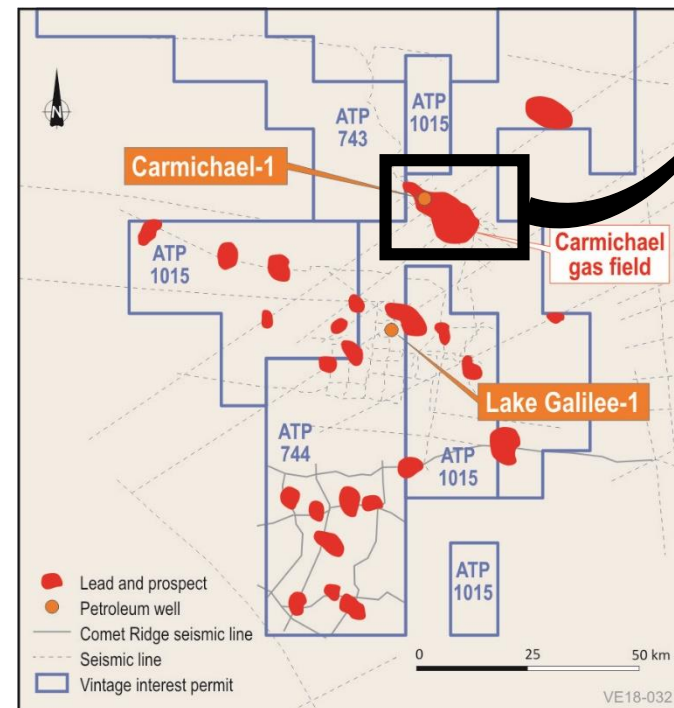 N
ATP
743
ATP
1015
Carmichael-1
Carmichael
gas field
ATP
1015
Lake Galilee-1
ATP
744
ATP
1015
ATP
1015
Lead and prospect
Petroleum well
Comet Ridge seismic line
Seismic line
Vintage interest permit
0 25 50 km
VE18-032